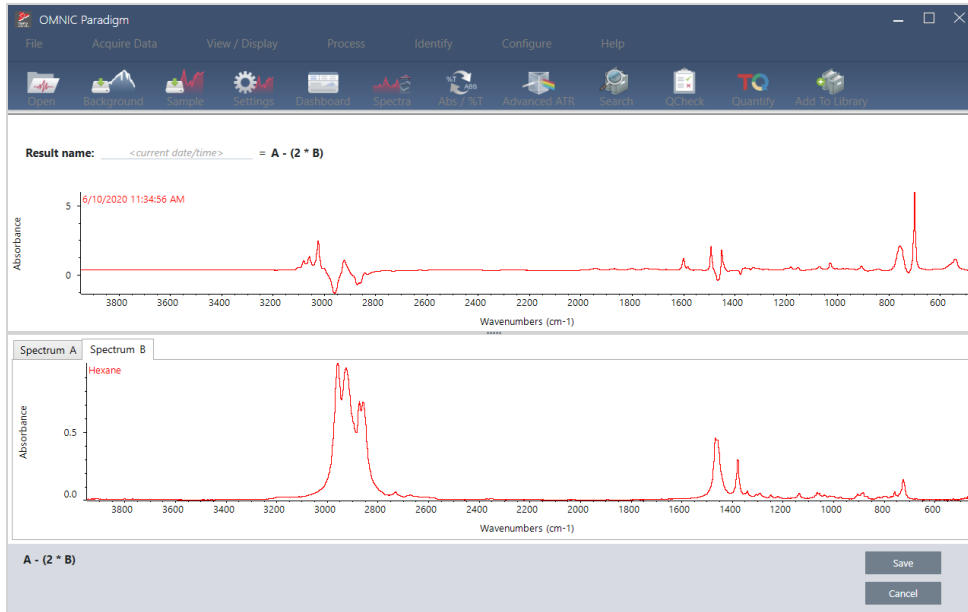 OMNIC Paradigm
File Acquire Data View / Display Process Identify Configure Help
%T ABS TQ
Open Background Sample Settings Dashboard Spectra Abs / %T Advanced ATR Search QCheck Quantify Add To Library
Result name: <current date/time> = A - (2 * B)
6/10/2020 11:34:56 AM
Absorbance
5
0
3800 3600 3400 3200 3000 2800 2600 2400 2200 2000 1800 1600 1400 1200 1000 800 600
Wavenumbers (cm-1)
Spectrum A Spectrum B
Hexane
Absorbance
0.5
0.0
3800 3600 3400 3200 3000 2800 2600 2400 2200 2000 1800 1600 1400 1200 1000 800 600
Wavenumbers (cm-1)
A - (2 * B)
Save
Cancel